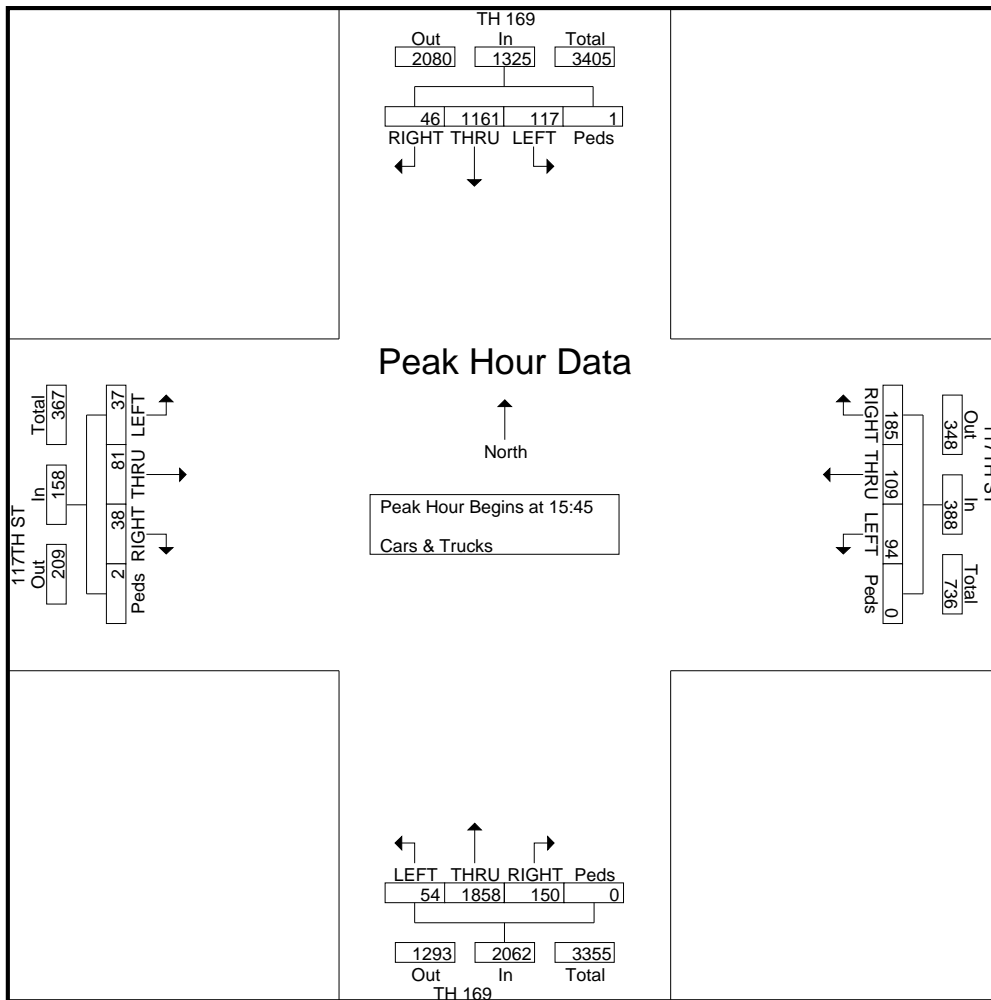 TH 169
Out In Total
2080 1325 3405
46 1161 117 1
RIGHT THRU LEFT Peds
Peak Hour Data
North
Peak Hour Begins at 15:45
Cars & Trucks
117TH ST
Out In Total
209 158 367
37 81 38 2
LEFT THRU RIGHT Peds
117TH ST
Out In Total
348 388 736
185 109 94 0
RIGHT THRU LEFT Peds
LEFT THRU RIGHT Peds
54 1858 150 0
1293 2062 3355
Out In Total
TH 169